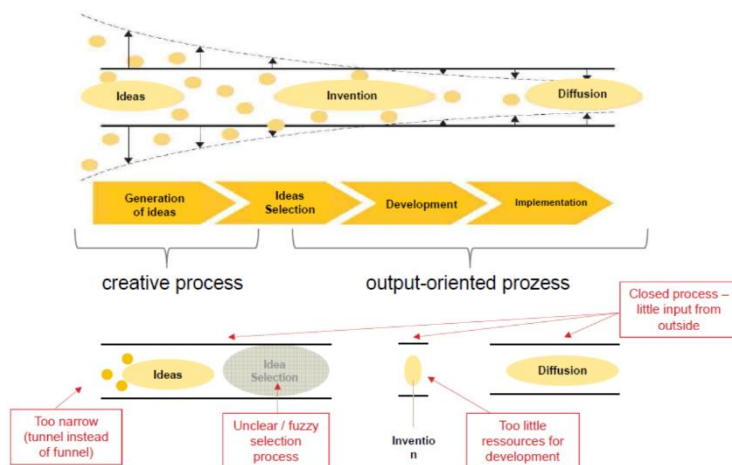 Ideas
Invention
Diffusion
Generation
of ideas
Ideas
Selection
Development
Implementation
creative process
output-oriented prozess
Closed process –
little input from
outside
Ideas
Idea
Selection
Diffusion
Too narrow
(tunnel instead
of funnel)
Unclear / fuzzy
selection
process
Inventio
n
Too little
ressources for
development